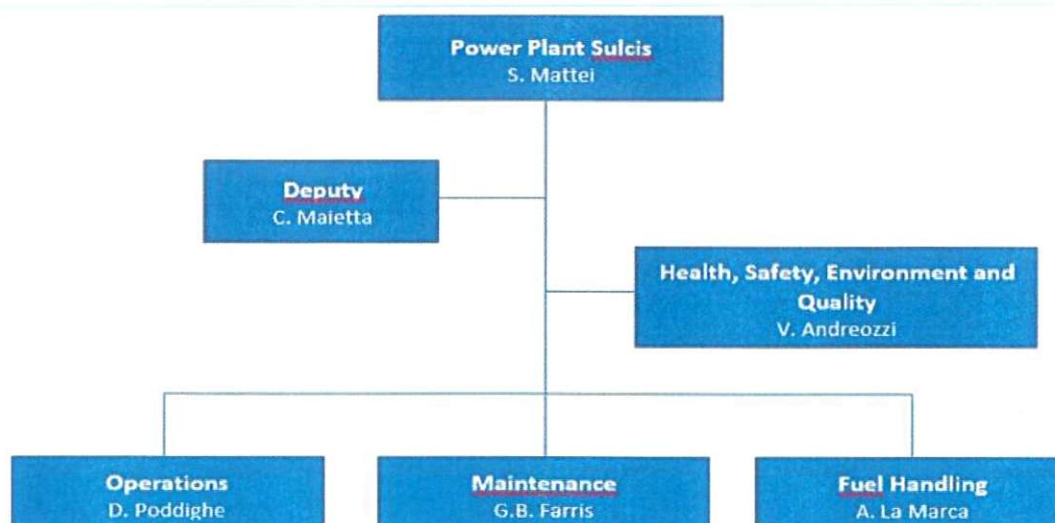 Power Plant Sulcis
S. Mattei
Deputy
C. Maietta
Health, Safety, Environment and
Quality
V. Andreozzi
Operations
D. Poddighe
Maintenance
G.B. Farris
Fuel Handling
A. La Marca